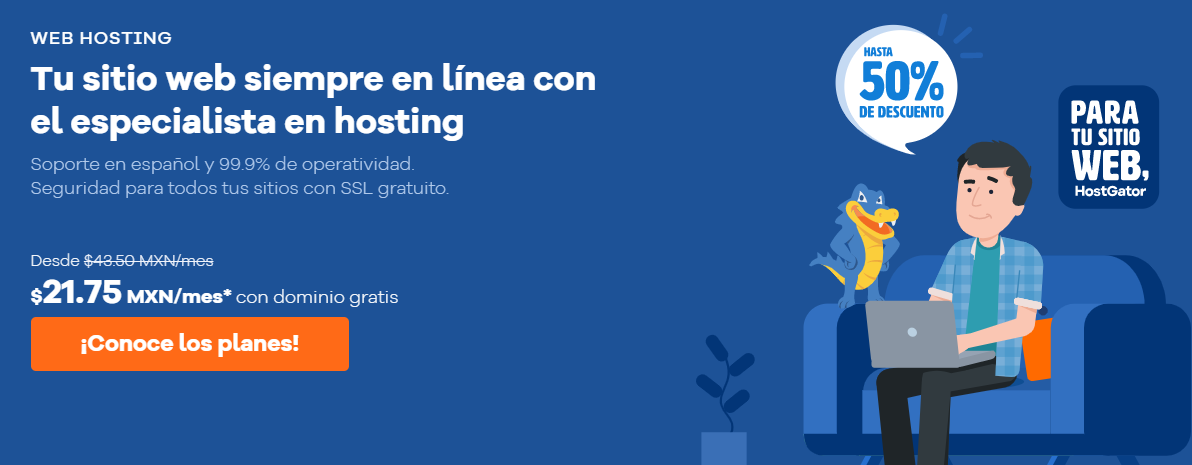 WEB HOSTING
Tu sitio web siempre en línea con
el especialista en hosting
Soporte en español y 99.9% de operatividad.
Seguridad para todos tus sitios con SSL gratuito.
Desde $43.50 MXN/mes
$21.75 MXN/mes* con dominio gratis
¡Conoce los planes!
HASTA
50%
DE DESCUENTO
PARA
TU SITIO
WEB,
HostGator